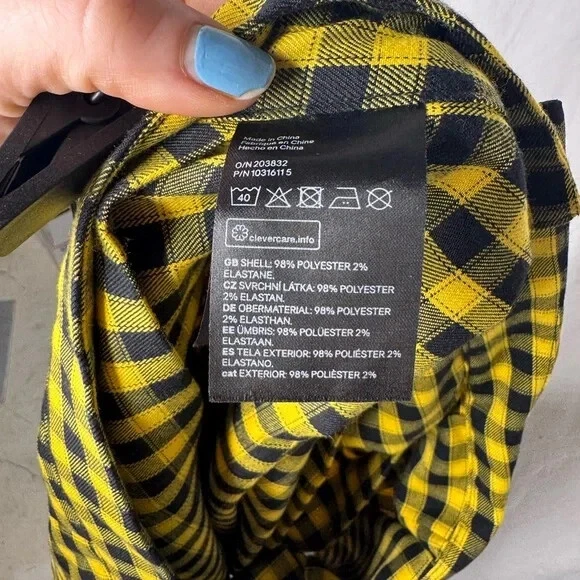 Made in China
Fabriqué en Chine
Hecho en China
O/N 203832
P/N 1031611 5
40
clevercare.info
GB SHELL: 98% POLYESTER 2%
ELASTANE.
CZ SVRCHNÍ LÁTKA: 98% POLYESTER 2%
ELASTAN.
DE OBERMATERIAL: 98% POLYESTER
2% ELASTHAN.
EE ÜMBRIS: 98% POLÜESTER 2%
ELASTAAN.
ES TELA EXTERIOR: 98% POLIÉSTER 2%
ELASTANO.
cat EXTERIOR: 98% POLIÈSTER 2%